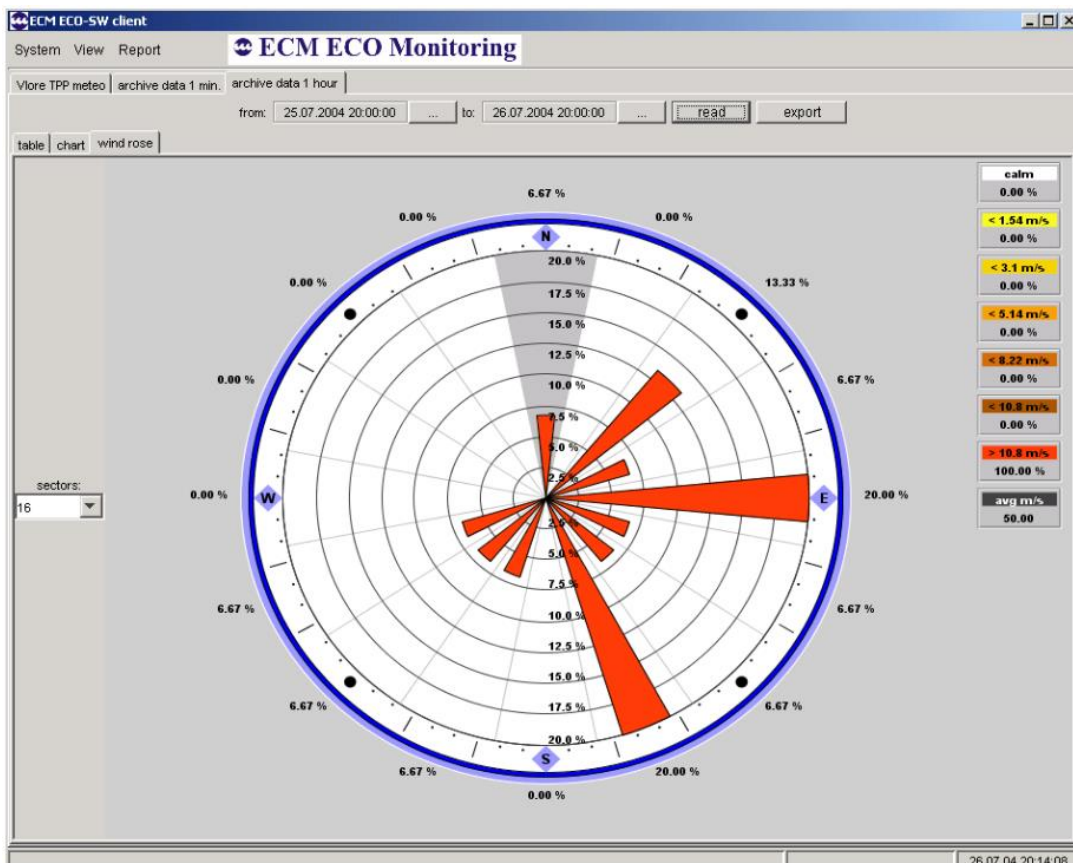 ECM ECO-SW client
System View Report
ECM ECO Monitoring
Vlore TPP meteo archive data 1 min. archive data 1 hour
from: 25.07.2004 20:00:00 ... to: 26.07.2004 20:00:00 ... read export
table chart wind rose
calm
0.00 %
< 1.54 m/s
0.00 %
< 3.1 m/s
0.00 %
< 5.14 m/s
0.00 %
< 8.22 m/s
0.00 %
< 10.8 m/s
0.00 %
> 10.8 m/s
100.00 %
avg m/s
50.00
6.67 %
0.00 % 0.00 %
N
20.0 %
0.00 % 13.33 %
17.5 %
15.0 %
12.5 %
0.00 % 6.67 %
10.0 %
7.5 %
5.0 %
2.5 %
sectors:
16
0.00 % W E 20.00 %
2.5 %
5.0 %
7.5 %
6.67 % 6.67 %
10.0 %
12.5 %
15.0 %
6.67 % 6.67 %
17.5 %
20.0 %
S
6.67 % 20.00 %
0.00 %
26.07.04 20:14:08